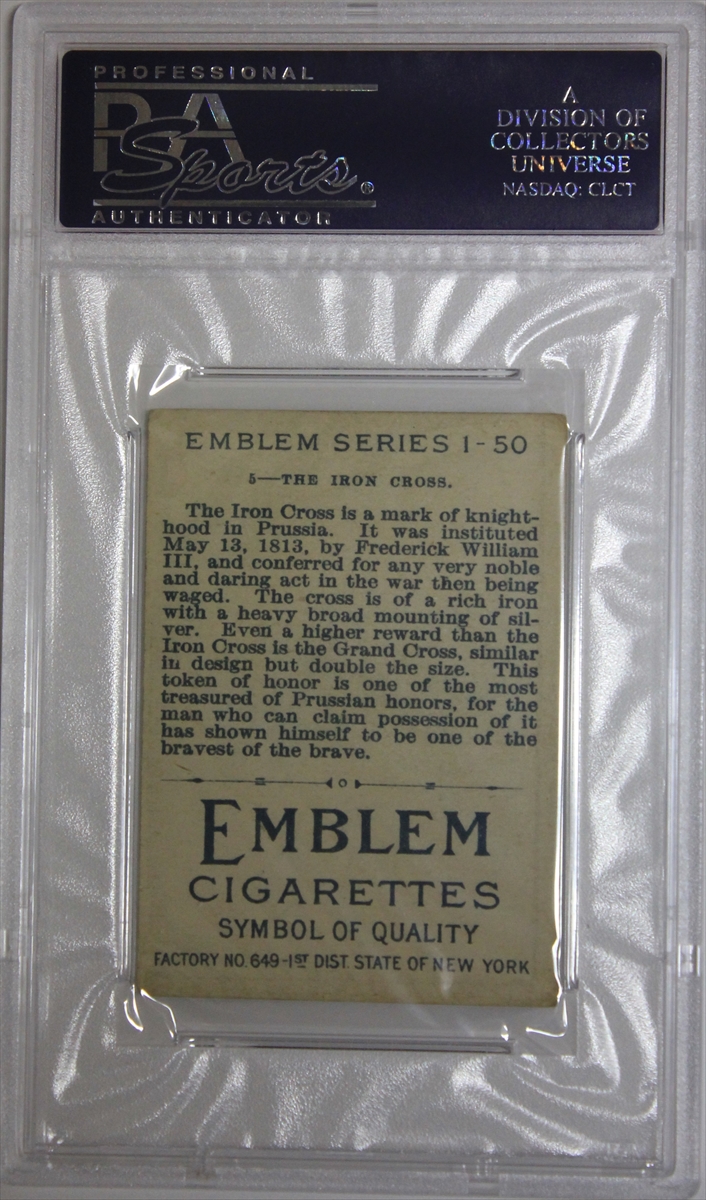 PROFESSIONAL
PSA
Sports®
AUTHENTICATOR
A
DIVISION OF
COLLECTORS
UNIVERSE
NASDAQ: CLCT
EMBLEM SERIES 1-50
5—THE IRON CROSS.
The Iron Cross is a mark of knight-
hood in Prussia. It was instituted
May 13, 1813, by Frederick William
III, and conferred for any very noble
and daring act in the war then being
waged. The cross is of a rich iron
with a heavy broad mounting of sil-
ver. Even a higher reward than the
Iron Cross is the Grand Cross, similar
in design but double the size. This
token of honor is one of the most
treasured of Prussian honors, for the
man who can claim possession of it
has shown himself to be one of the
bravest of the brave.
EMBLEM
CIGARETTES
SYMBOL OF QUALITY
FACTORY NO. 649-1ST DIST. STATE OF NEW YORK